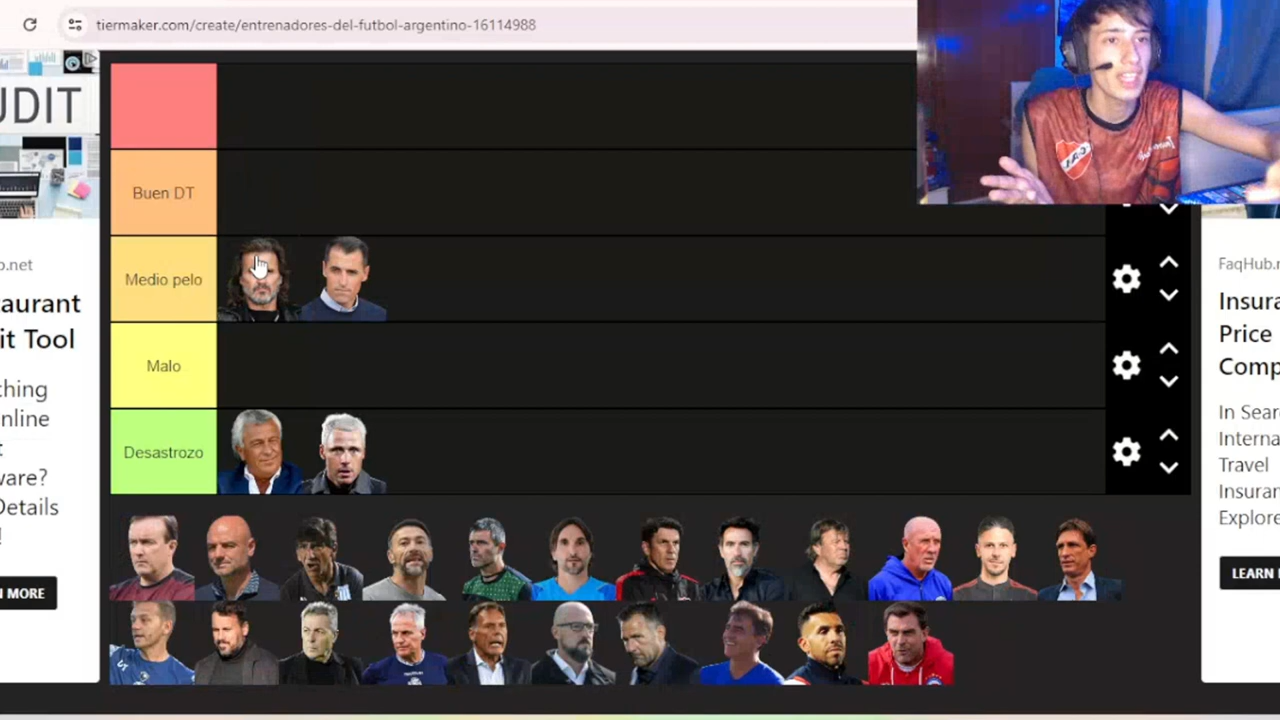 tiermaker.com/create/entrenadores-del-futbol-argentino-16114988
UDIT
Buen DT
Medio pelo
Malo
Desastrozo
o.net
aurant
it Tool
thing
nline
t
ware?
Details
!
N MORE
FaqHub.n
Insura
Price
Comp
In Sear
Interna
Travel
Insuran
Explore
LEARN